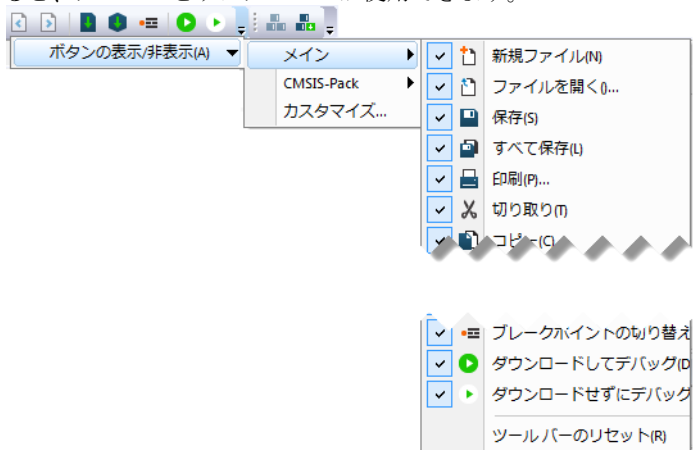 ボタンの表示/非表示(A)
メイン
CMSIS-Pack
カスタマイズ...
新規ファイル(N)
ファイルを開く()...
保存(S)
すべて保存(L)
印刷(P)...
切り取り(T)
コピー(C)
ブレークポイントの切り替え
ダウンロードしてデバッグ(D
ダウンロードせずにデバッグ
ツール バーのリセット(R)